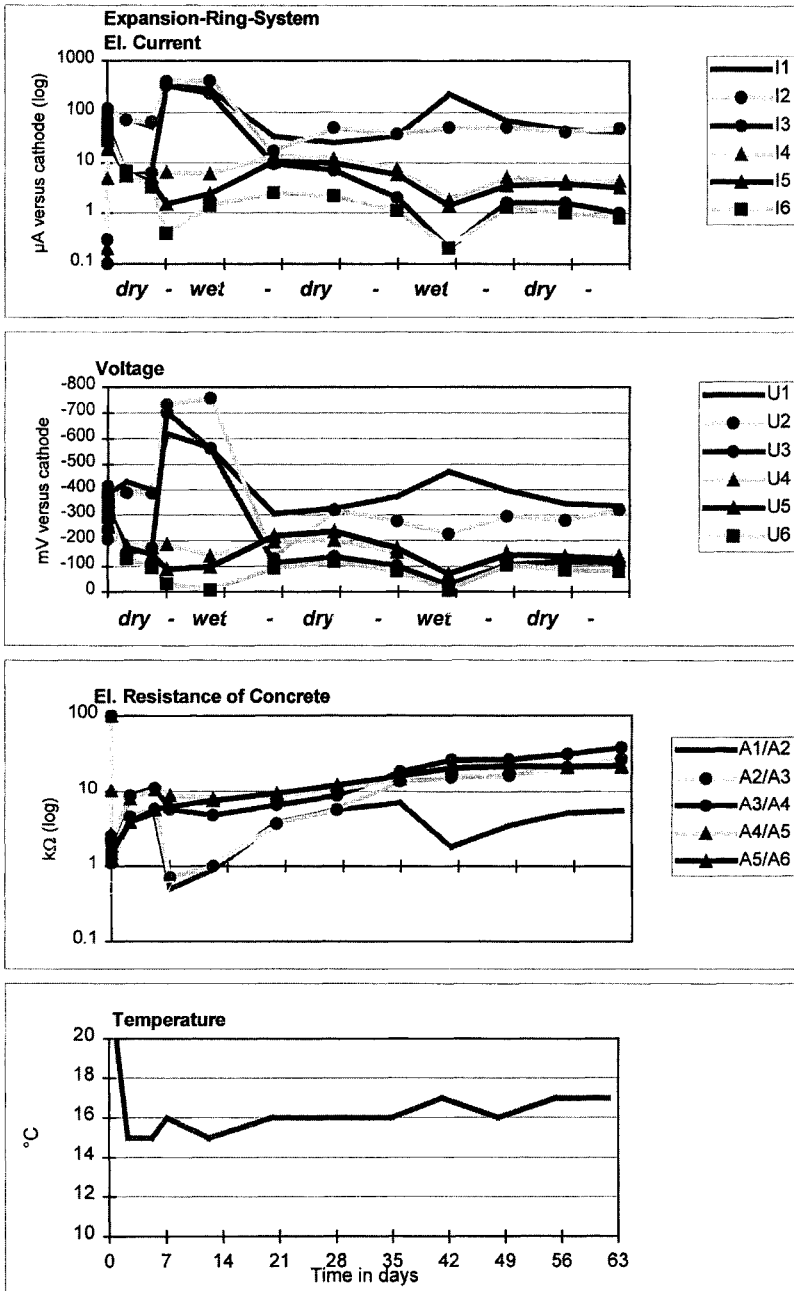 Expansion-Ring-System
El. Current
µA versus cathode (log)
1000
100
10
1
0.1
dry - wet - dry - wet - dry -
I1
I2
I3
I4
I5
I6
Voltage
mV versus cathode
-800
-700
-600
-500
-400
-300
-200
-100
0
dry - wet - dry - wet - dry -
U1
U2
U3
U4
U5
U6
El. Resistance of Concrete
kΩ (log)
100
10
1
0.1
A1/A2
A2/A3
A3/A4
A4/A5
A5/A6
Temperature
°C
20
18
16
14
12
10
0 7 14 21 28 35 42 49 56 63
Time in days